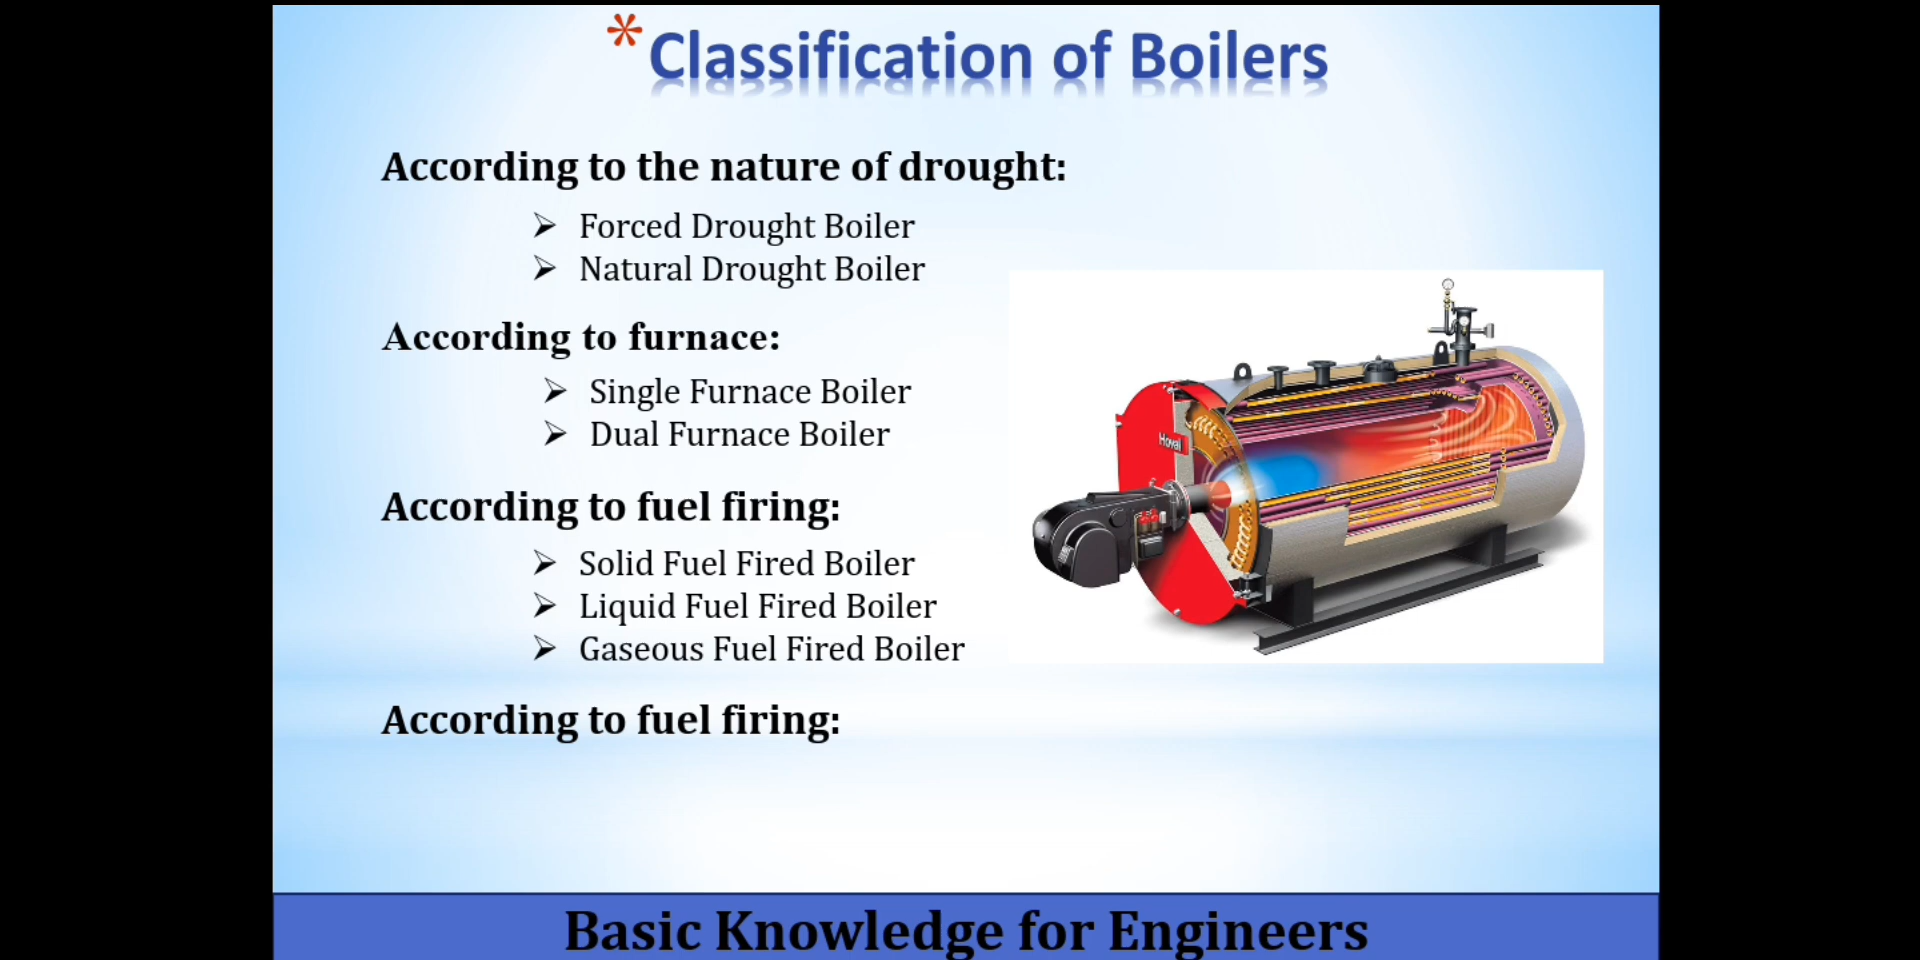 *Classification of Boilers
According to the nature of drought:
➢ Forced Drought Boiler
➢ Natural Drought Boiler
According to furnace:
➢ Single Furnace Boiler
➢ Dual Furnace Boiler
According to fuel firing:
➢ Solid Fuel Fired Boiler
➢ Liquid Fuel Fired Boiler
➢ Gaseous Fuel Fired Boiler
According to fuel firing:
Hoval
Basic Knowledge for Engineers